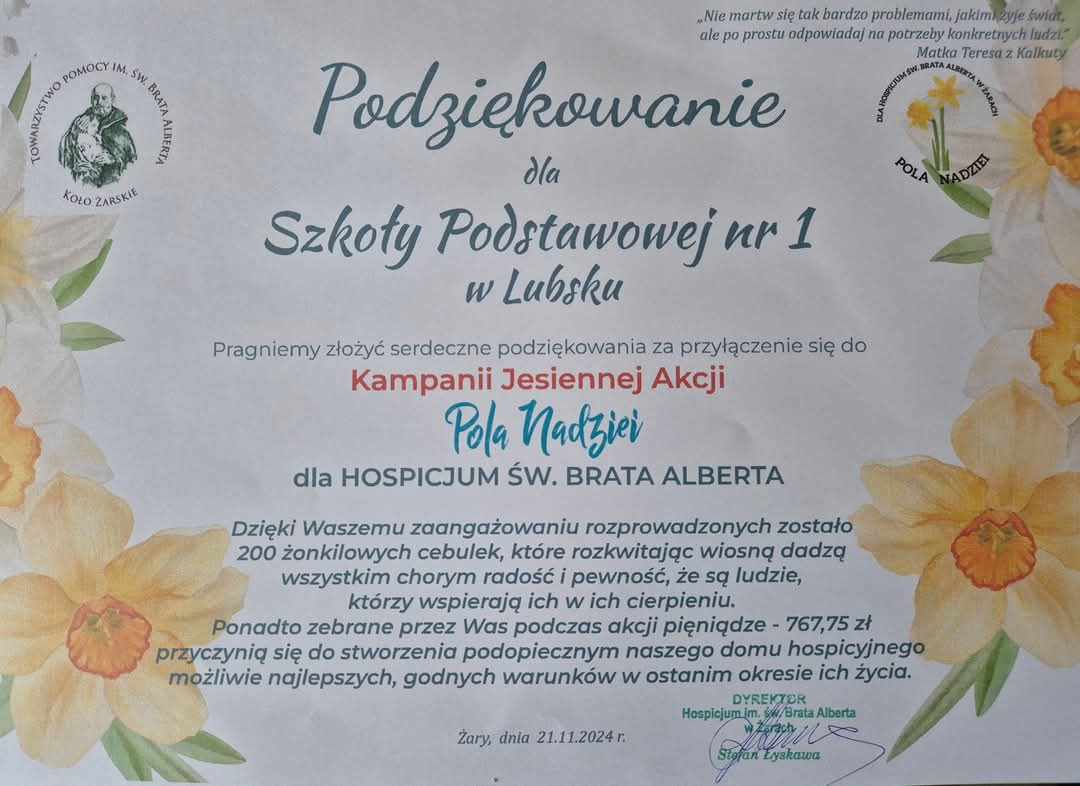 „Nie martw się tak bardzo problemami, jakimi żyje świat,
ale po prostu odpowiadaj na potrzeby konkretnych ludzi."
Matka Teresa z Kalkuty
TOWARZYSTWO POMOCY IM. ŚW. BRATA ALBERTA
KOŁO ŻARSKIE
DLA HOSPICJUM ŚW. BRATA ALBERTA W ŻARACH
POLA NADZIEI
Podziękowanie
dla
Szkoły Podstawowej nr 1
w Lubsku
Pragniemy złożyć serdeczne podziękowania za przyłączenie się do
Kampanii Jesiennej Akcji
Pola Nadziei
dla HOSPICJUM ŚW. BRATA ALBERTA
Dzięki Waszemu zaangażowaniu rozprowadzonych zostało
200 żonkilowych cebulek, które rozkwitając wiosną dadzą
wszystkim chorym radość i pewność, że są ludzie,
którzy wspierają ich w ich cierpieniu.
Ponadto zebrane przez Was podczas akcji pieniądze - 767,75 zł
przyczynią się do stworzenia podopiecznym naszego domu hospicyjnego
możliwie najlepszych, godnych warunków w ostanim okresie ich życia.
DYREKTOR
Hospicjum im. św. Brata Alberta
w Żarach
Stefan Łyskawa
Żary, dnia 21.11.2024 r.